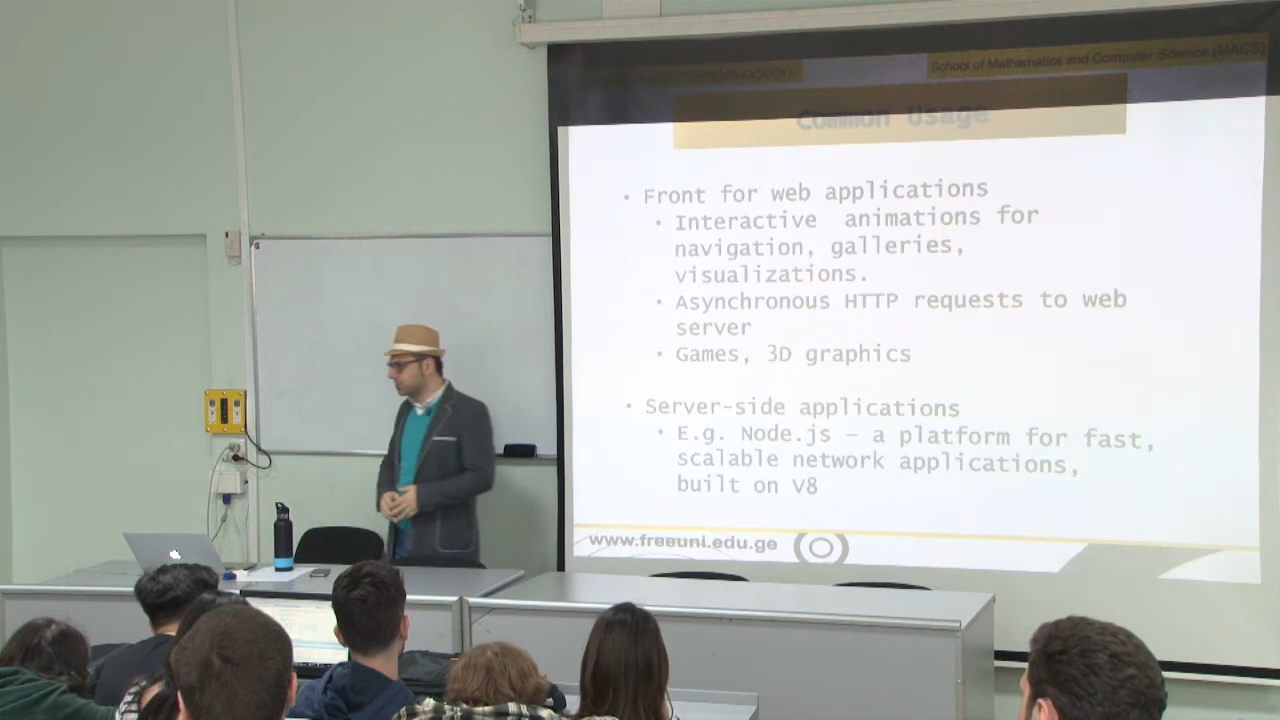 School of Mathematics and Computer Science (MACS)
Common Usage
• Front for web applications
• Interactive animations for
navigation, galleries,
visualizations.
• Asynchronous HTTP requests to web
server
• Games, 3D graphics
• Server-side applications
• E.g. Node.js – a platform for fast,
scalable network applications,
built on V8
www.freeuni.edu.ge